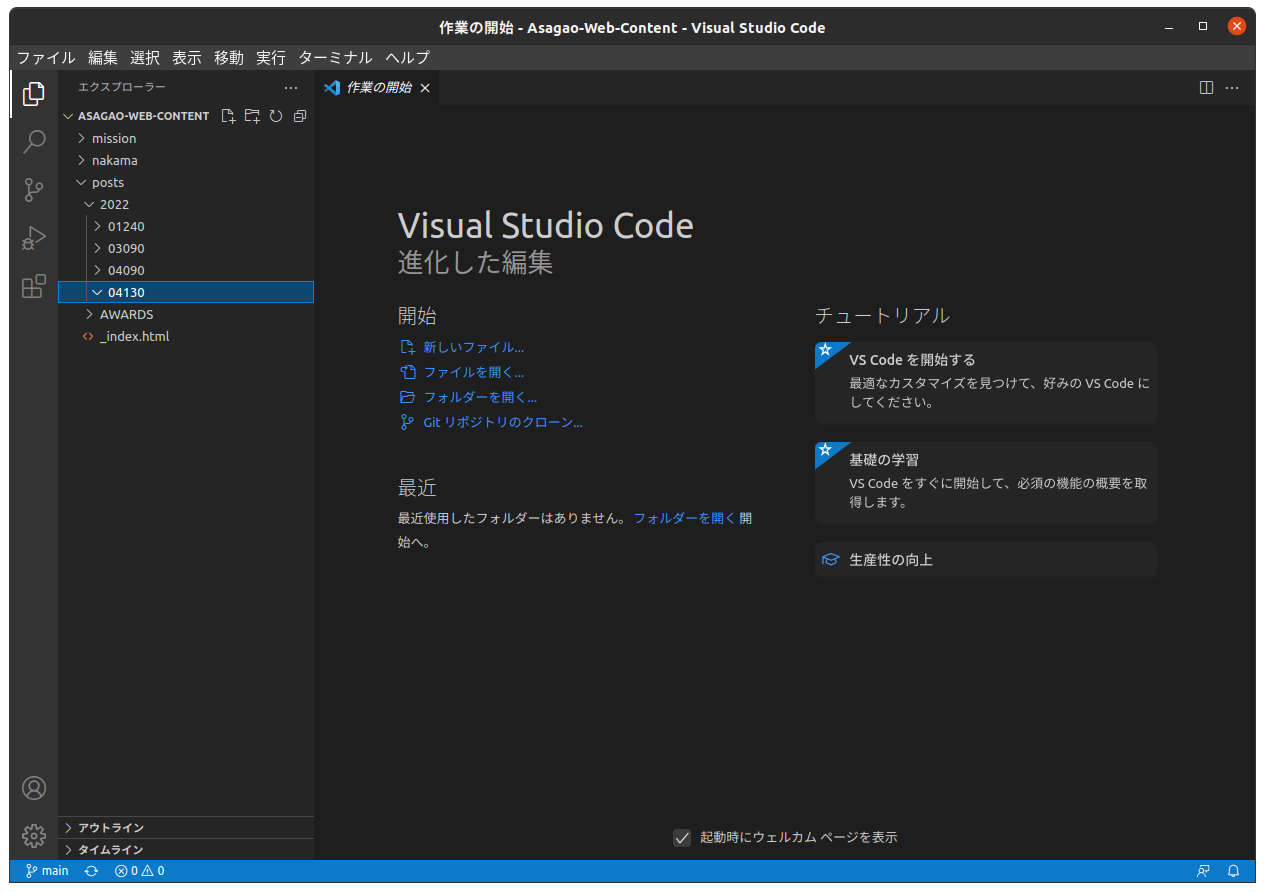 作業の開始 - Asagao-Web-Content - Visual Studio Code
ファイル 編集 選択 表示 移動 実行 ターミナル ヘルプ
エクスプローラー
作業の開始
ASAGAO-WEB-CONTENT
mission
nakama
posts
2022
01240
03090
04090
04130
AWARDS
_index.html
アウトライン
タイムライン
Visual Studio Code
進化した編集
開始
新しいファイル...
ファイルを開く...
フォルダーを開く...
Git リポジトリのクローン...
最近
最近使用したフォルダーはありません。 フォルダーを開く 開
始へ。
チュートリアル
VS Code を開始する
最適なカスタマイズを見つけて、好みの VS Code に
してください。
基礎の学習
VS Code をすぐに開始して、必須の機能の概要を取
得します。
生産性の向上
起動時にウェルカム ページを表示
main 0 0